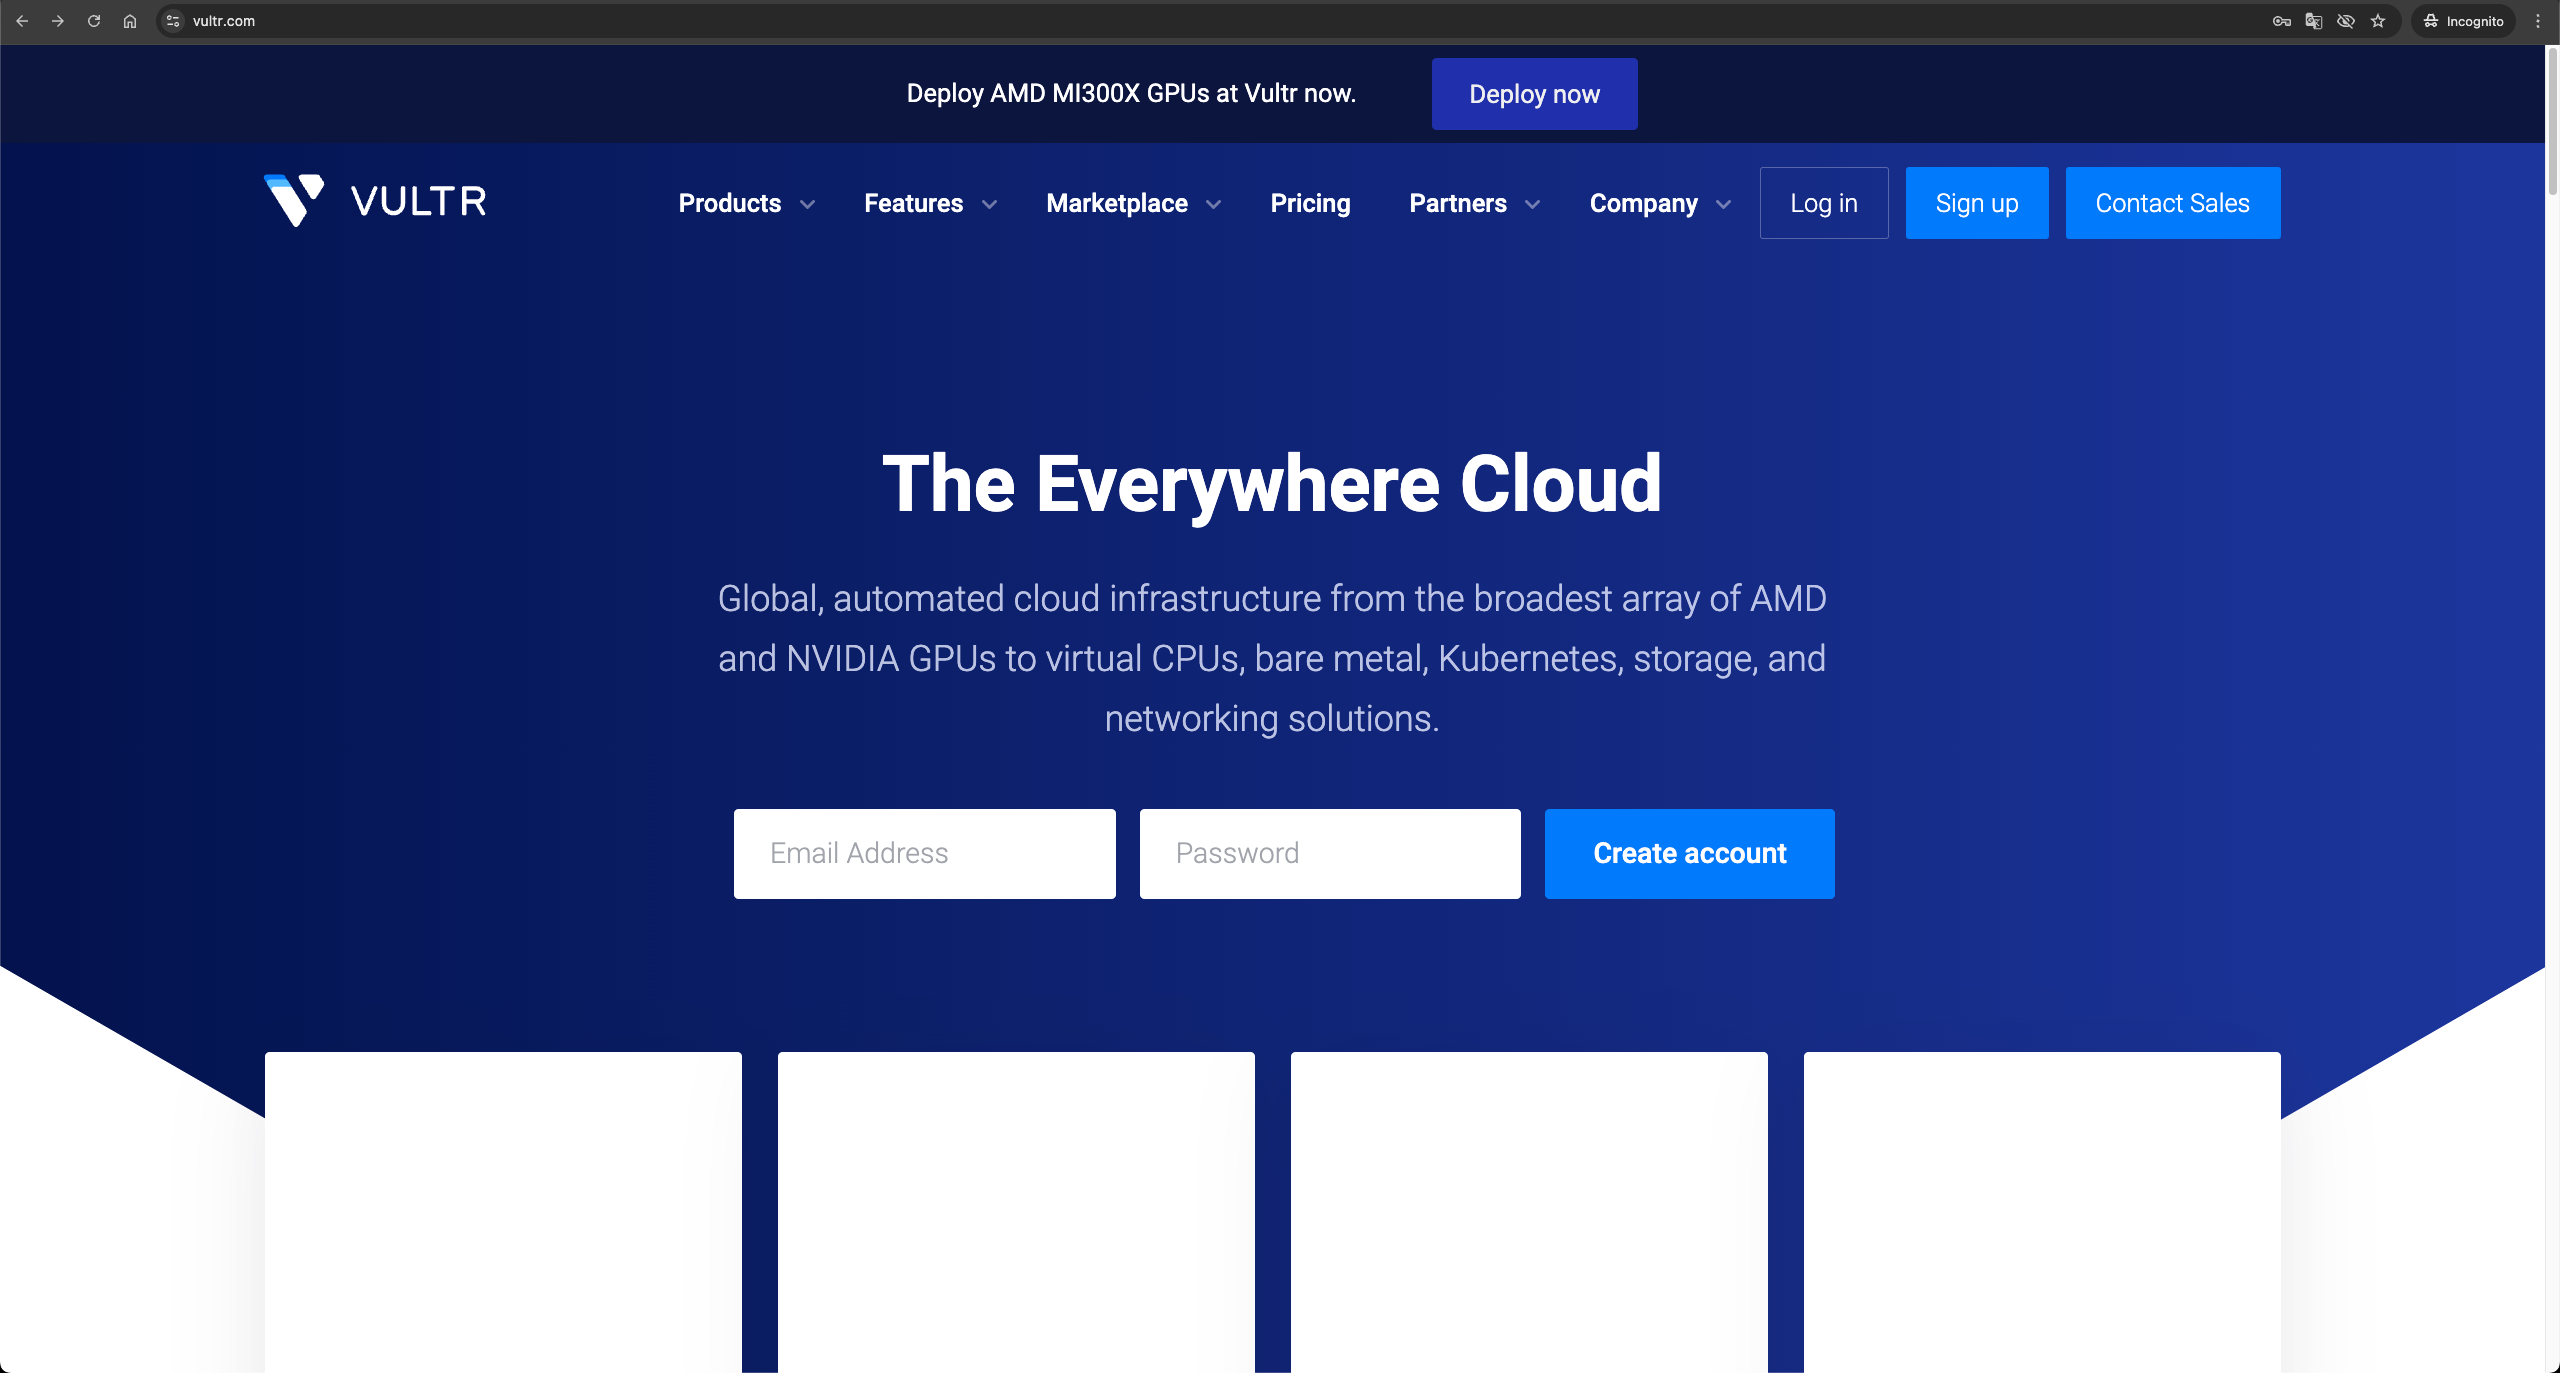 vultr.com
Incognito
Deploy AMD MI300X GPUs at Vultr now.
Deploy now
VULTR
Products
Features
Marketplace
Pricing
Partners
Company
Log in
Sign up
Contact Sales
The Everywhere Cloud
Global, automated cloud infrastructure from the broadest array of AMD
and NVIDIA GPUs to virtual CPUs, bare metal, Kubernetes, storage, and
networking solutions.
Email Address
Password
Create account